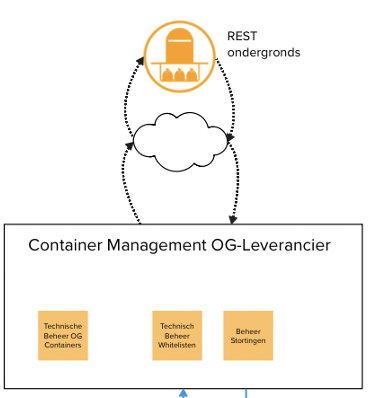 REST
ondergronds
Container Management OG-Leverancier
Technische
Beheer OG
Containers
Technisch
Beheer
Whitelisten
Beheer
Stortingen